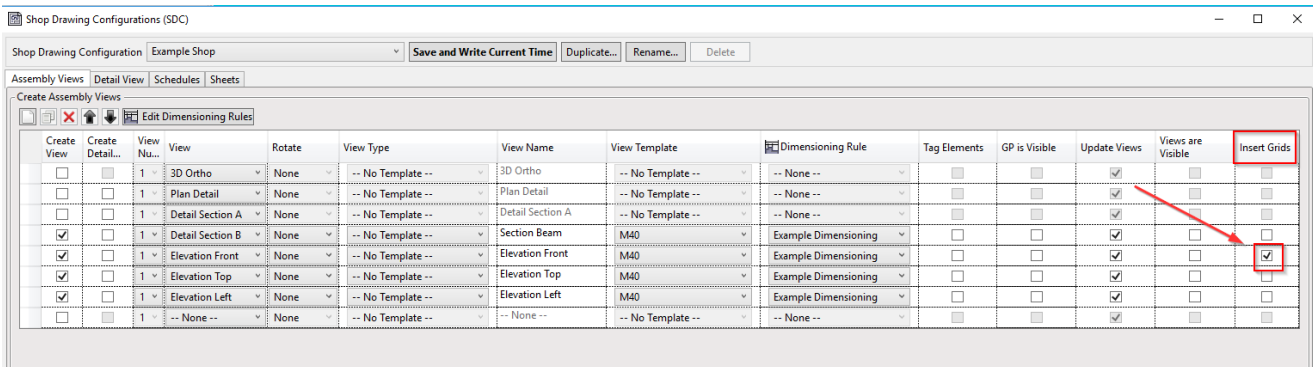 Shop Drawing Configurations (SDC)
Shop Drawing Configuration Example Shop Save and Write Current Time Duplicate... Rename... Delete
Assembly Views Detail View Schedules Sheets
Create Assembly Views
Edit Dimensioning Rules
Create View Create Detail... View Nu... View Rotate View Type View Name View Template Dimensioning Rule Tag Elements GP is Visible Update Views Views are Visible Insert Grids
1 3D Ortho None -- No Template -- 3D Ortho -- No Template -- -- None --
1 Plan Detail None -- No Template -- Plan Detail -- No Template -- -- None --
1 Detail Section A None -- No Template -- Detail Section A -- No Template -- -- None --
1 Detail Section B None -- No Template -- Section Beam M40 Example Dimensioning
1 Elevation Front None -- No Template -- Elevation Front M40 Example Dimensioning
1 Elevation Top None -- No Template -- Elevation Top M40 Example Dimensioning
1 Elevation Left None -- No Template -- Elevation Left M40 Example Dimensioning
1 -- None -- None -- No Template -- -- None -- -- No Template -- -- None --